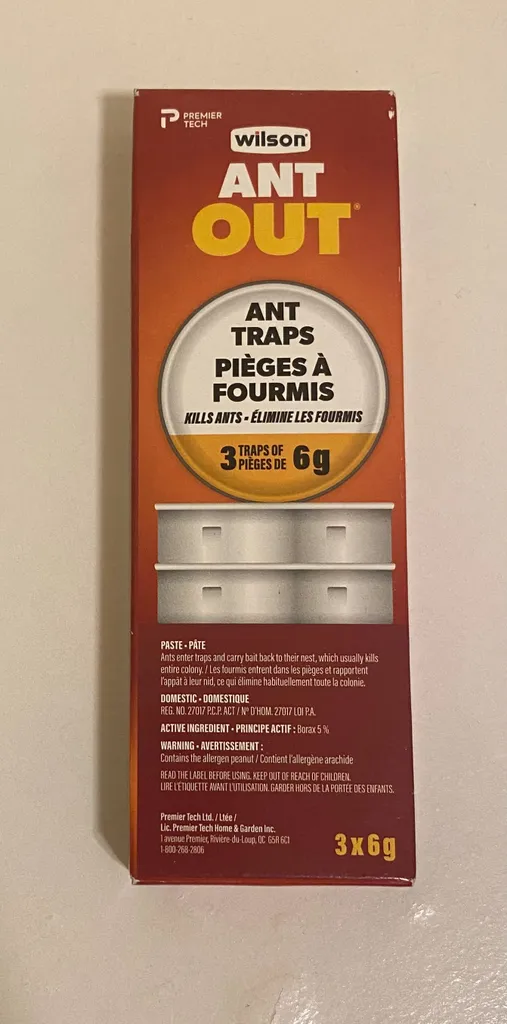 PREMIER
TECH
wilson
ANT
OUT®
ANT
TRAPS
PIÈGES À
FOURMIS
KILLS ANTS - ÉLIMINE LES FOURMIS
3 TRAPS OF PIÈGES DE 6g
PASTE - PÂTE
Ants enter traps and carry bait back to their nest, which usually kills
entire colony. / Les fourmis entrent dans les pièges et rapportent
l'appât à leur nid, ce qui élimine habituellement toute la colonie.
DOMESTIC - DOMESTIQUE
REG. NO. 27017 P.C.P. ACT / Nº D'HOM. 27017 LOI P.A.
ACTIVE INGREDIENT - PRINCIPE ACTIF : Borax 5 %
WARNING - AVERTISSEMENT :
Contains the allergen peanut / Contient l'allergène arachide
READ THE LABEL BEFORE USING. KEEP OUT OF REACH OF CHILDREN.
LIRE L'ÉTIQUETTE AVANT L'UTILISATION. GARDER HORS DE LA PORTÉE DES ENFANTS.
Premier Tech Ltd. / Ltée /
Lic. Premier Tech Home & Garden Inc.
1 avenue Premier, Rivière-du-Loup, QC G5R 6C1
1-800-268-2806
3 x 6g